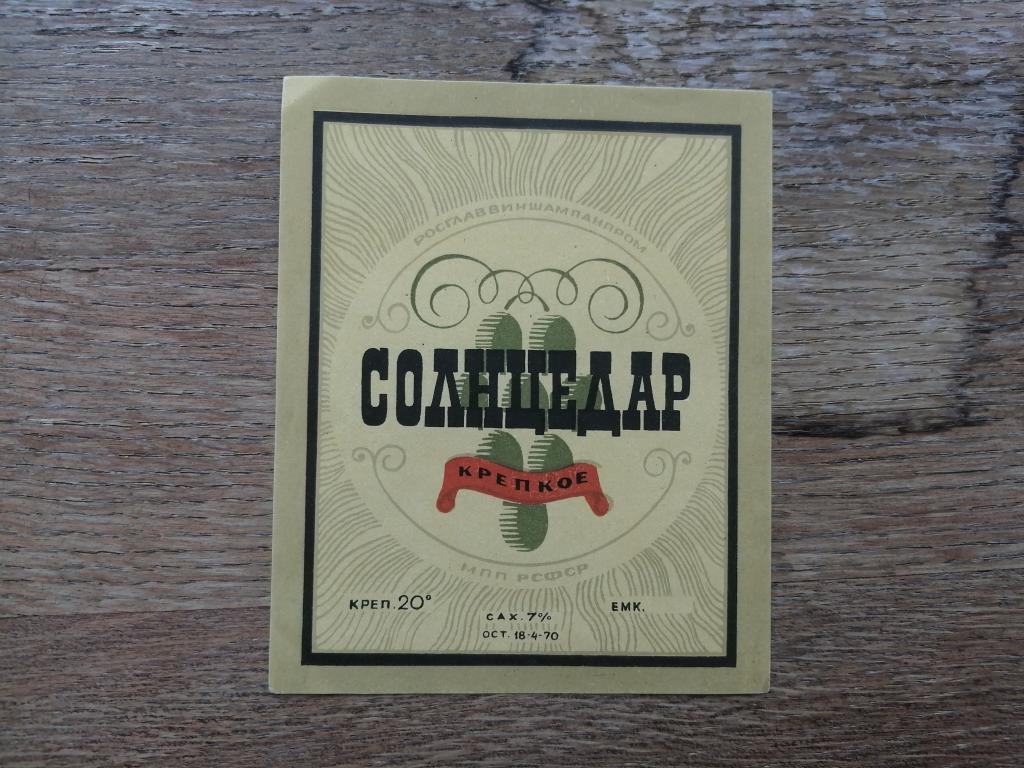 РОСГЛАВВИНШАМПАНПРОМ
СОЛНЦЕДАР
КРЕПКОЕ
МПП РСФСР
КРЕП. 20°
САХ. 7%
ОСТ. 18-4-70
ЕМК.